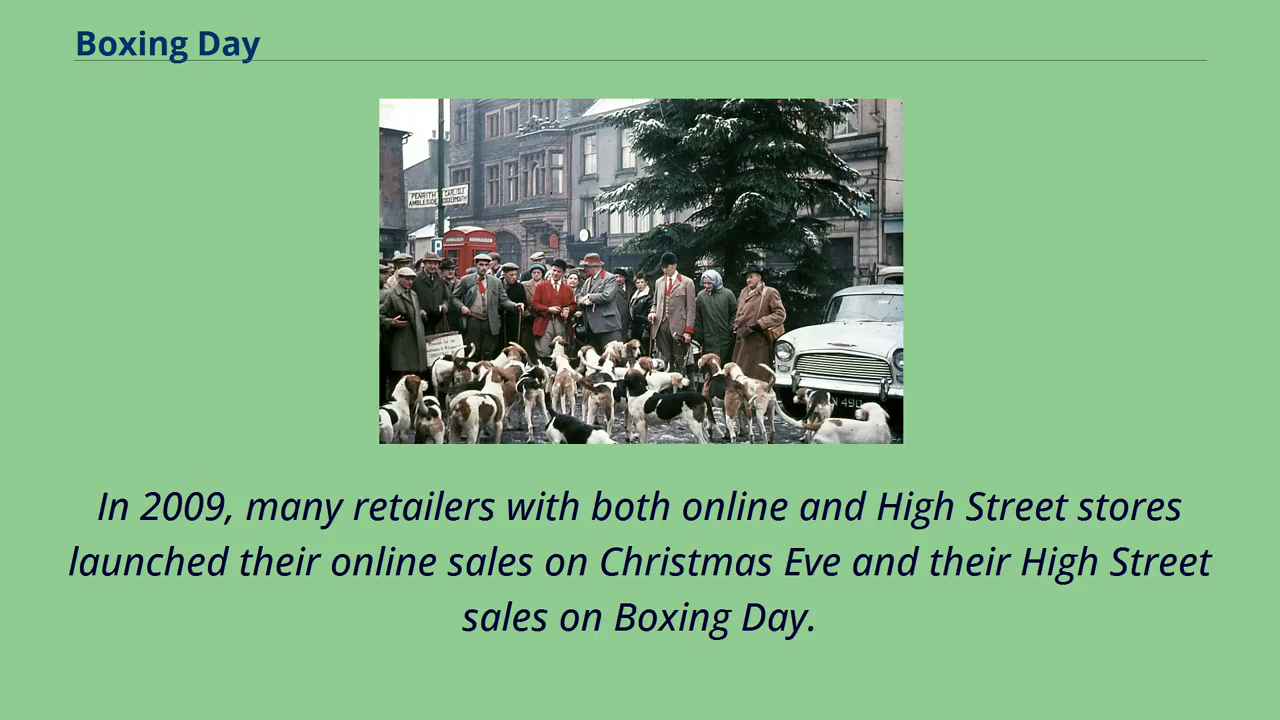 Boxing Day
PENRITH CARLISLE
AMBLESIDE
P
N 490
In 2009, many retailers with both online and High Street stores
launched their online sales on Christmas Eve and their High Street
sales on Boxing Day.